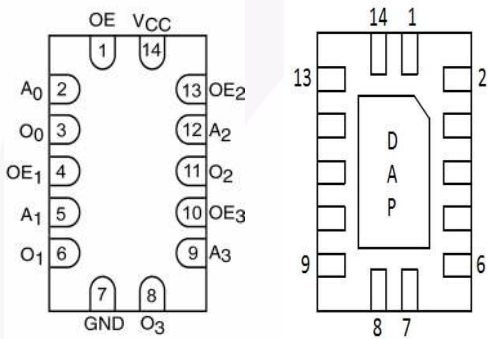 OE VCC
1 14
A0 2 13 OE2
O0 3 12 A2
OE1 4 11 O2
A1 5 10 OE3
O1 6 9 A3
7 8
GND O3
14 1
13 2
D
A
P
9 6
8 7